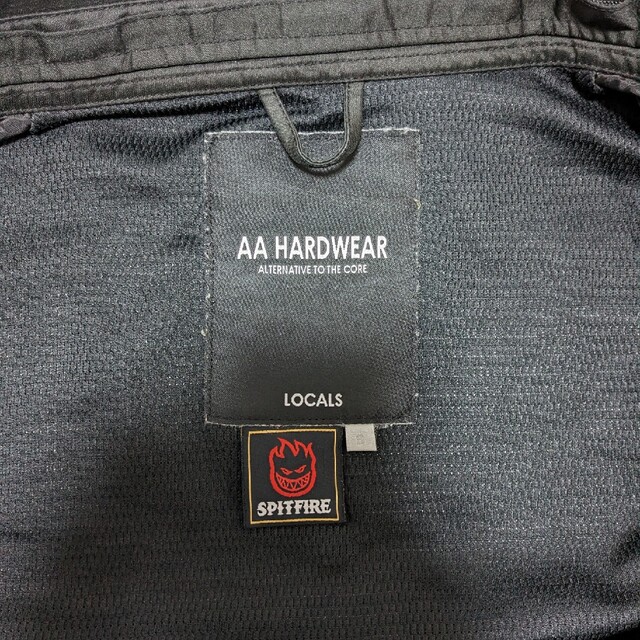 AA HARDWEAR
ALTERNATIVE TO THE CORE
LOCALS
SPITFIRE